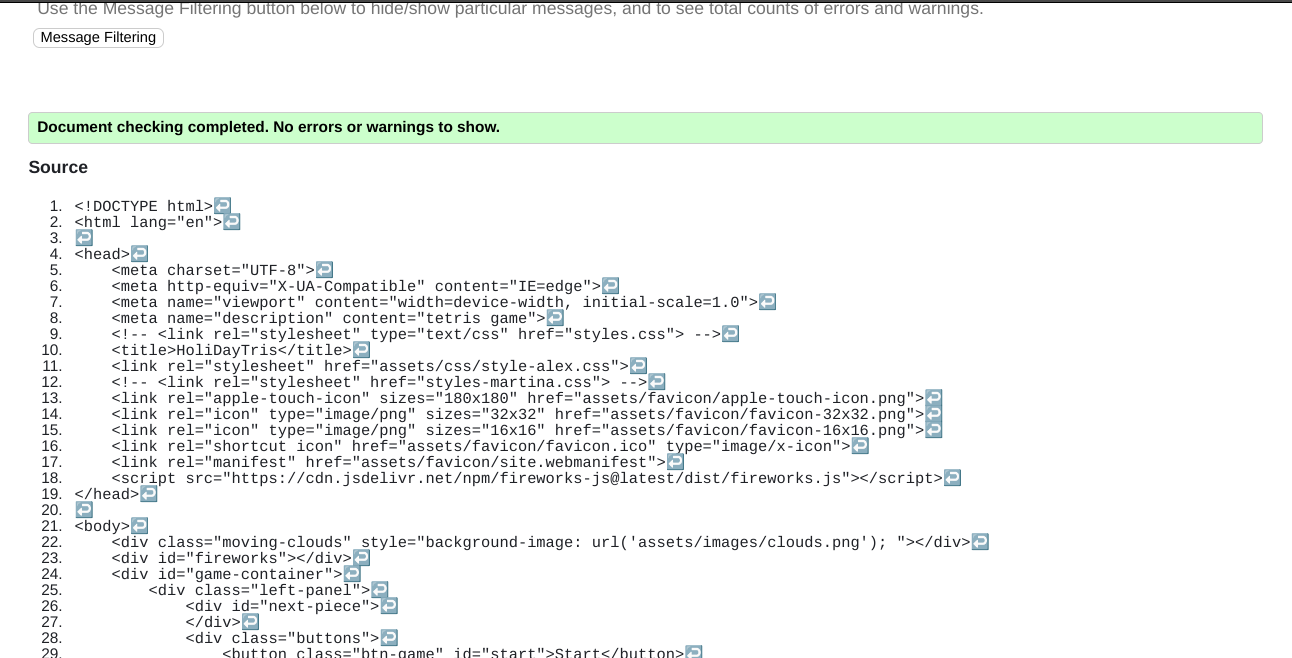 Use the Message Filtering button below to hide/show particular messages, and to see total counts of errors and warnings.
Message Filtering
Document checking completed. No errors or warnings to show.
Source
1. <!DOCTYPE html>↩
2. <html lang="en">↩
3. ↩
4. <head>↩
5.     <meta charset="UTF-8">↩
6.     <meta http-equiv="X-UA-Compatible" content="IE=edge">↩
7.     <meta name="viewport" content="width=device-width, initial-scale=1.0">↩
8.     <meta name="description" content="tetris game">↩
9.     <!-- <link rel="stylesheet" type="text/css" href="styles.css"> -->↩
10.     <title>HoliDayTris</title>↩
11.     <link rel="stylesheet" href="assets/css/style-alex.css">↩
12.     <!-- <link rel="stylesheet" href="styles-martina.css"> -->↩
13.     <link rel="apple-touch-icon" sizes="180x180" href="assets/favicon/apple-touch-icon.png">↩
14.     <link rel="icon" type="image/png" sizes="32x32" href="assets/favicon/favicon-32x32.png">↩
15.     <link rel="icon" type="image/png" sizes="16x16" href="assets/favicon/favicon-16x16.png">↩
16.     <link rel="shortcut icon" href="assets/favicon/favicon.ico" type="image/x-icon">↩
17.     <link rel="manifest" href="assets/favicon/site.webmanifest">↩
18.     <script src="https://cdn.jsdelivr.net/npm/fireworks-js@latest/dist/fireworks.js"></script>↩
19. </head>↩
20. ↩
21. <body>↩
22.     <div class="moving-clouds" style="background-image: url('assets/images/clouds.png'); "></div>↩
23.     <div id="fireworks"></div>↩
24.     <div id="game-container">↩
25.         <div class="left-panel">↩
26.             <div id="next-piece">↩
27.             </div>↩
28.             <div class="buttons">↩
29.                 <button class="btn-game" id="start">Start</button>↩